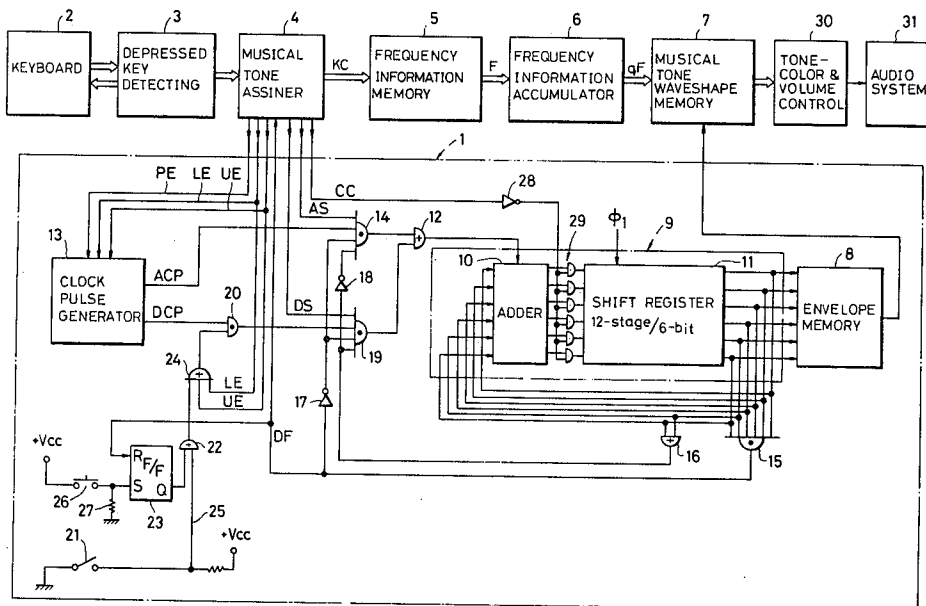 2 3 4 5 6 7 30 31
KEYBOARD
DEPRESSED
KEY
DETECTING
MUSICAL
TONE
ASSINER
KC
FREQUENCY
INFORMATION
MEMORY
F
FREQUENCY
INFORMATION
ACCUMULATOR
qF
MUSICAL
TONE
WAVESHAPE
MEMORY
TONE-
COLOR &
VOLUME
CONTROL
AUDIO
SYSTEM
1
PE LE UE
CC
28
AS
14
12
29
ϕ1
9
13
CLOCK
PULSE
GENERATOR
ACP
DCP
18
10
ADDER
11
SHIFT REGISTER
12-stage/6-bit
8
ENVELOPE
MEMORY
20
DS
19
24
LE
UE
17
DF
22
16
15
+Vcc
R F/F
S Q
26
27
23
25
21
+Vcc